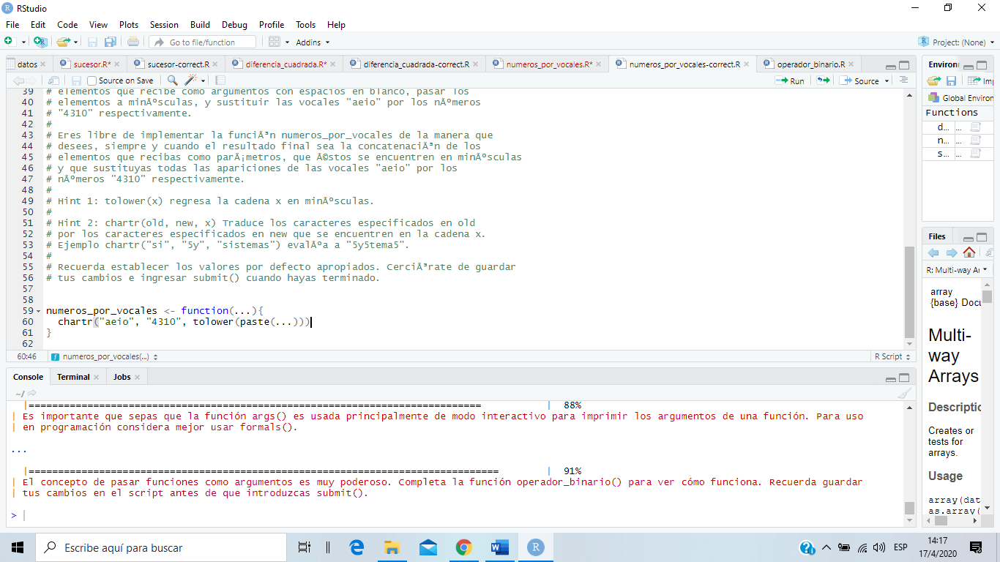 RStudio
File Edit Code View Plots Session Build Debug Profile Tools Help
Go to file/function Addins Project: (None)
datos sucesor.R* sucesor-correct.R diferencia_cuadrada.R* diferencia_cuadrada-correct.R numeros_por_vocales.R* numeros_por_vocales-correct.R operador_binario.R
Source on Save Run Source
39 # elementos que recibe como argumentos con espacios en blanco, pasar los
40 # elementos a minÃºsculas, y sustituir las vocales "aeio" por los nÃºmeros
41 # "4310" respectivamente.
42 #
43 # Eres libre de implementar la funciÃ³n numeros_por_vocales de la manera que
44 # desees, siempre y cuando el resultado final sea la concatenaciÃ³n de los
45 # elementos que recibas como parÃ¡metros, que Ã©stos se encuentren en minÃºsculas
46 # y que sustituyas todas las apariciones de las vocales "aeio" por los
47 # nÃºmeros "4310" respectivamente.
48 #
49 # Hint 1: tolower(x) regresa la cadena x en minÃºsculas.
50 #
51 # Hint 2: chartr(old, new, x) Traduce los caracteres especificados en old
52 # por los caracteres especificados en new que se encuentren en la cadena x.
53 # Ejemplo chartr("si", "5y", "sistemas") evalÃºa a "5y5tema5".
54 #
55 # Recuerda establecer los valores por defecto apropiados. CerciÃ³rate de guardar
56 # tus cambios e ingresar submit() cuando hayas terminado.
57
58
59 numeros_por_vocales <- function(...){
60 chartr("aeio", "4310", tolower(paste(...)))
61 }
62
60:46 numeros_por_vocales(...) R Script
Console Terminal Jobs
~/
|============================================================================= | 88%
| Es importante que sepas que la función args() es usada principalmente de modo interactivo para imprimir los argumentos de una función. Para uso
| en programación considera mejor usar formals().
...
|================================================================================ | 91%
| El concepto de pasar funciones como argumentos es muy poderoso. Completa la función operador_binario() para ver cómo funciona. Recuerda guardar
| tus cambios en el script antes de que introduzcas submit().
>
Environ
Imp
Global Environ
Functions
d... ...
n... ...
s... ...
Files
R: Multi-way Ar
array
{base} Docu
Multi-
way
Arrays
Descriptio
Creates or
tests for
arrays.
Usage
array(dat
as.array(
Escribe aquí para buscar
ESP
14:17
17/4/2020